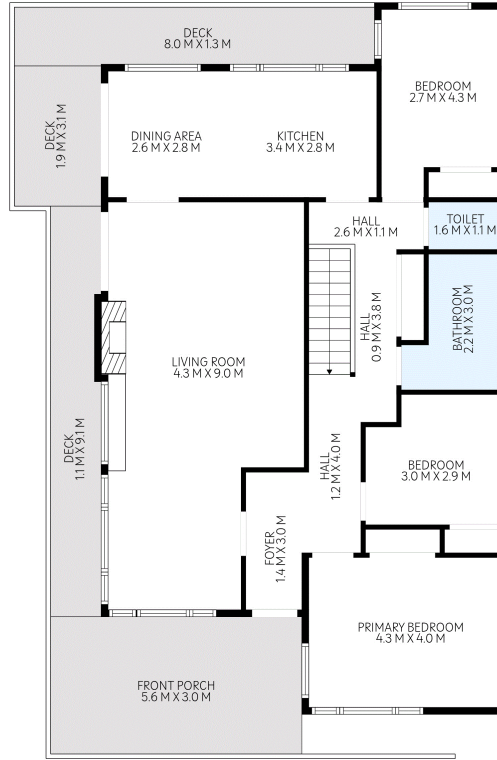 DECK
8.0 M X 1.3 M
BEDROOM
2.7 M X 4.3 M
DECK
1.9 M X 3.1 M
DINING AREA
2.6 M X 2.8 M
KITCHEN
3.4 M X 2.8 M
HALL
2.6 M X 1.1 M
TOILET
1.6 M X 1.1 M
HALL
0.9 M X 3.8 M
BATHROOM
2.2 M X 3.0 M
LIVING ROOM
4.3 M X 9.0 M
DECK
1.1 M X 9.1 M
HALL
1.2 M X 4.0 M
BEDROOM
3.0 M X 2.9 M
FOYER
1.4 M X 3.0 M
PRIMARY BEDROOM
4.3 M X 4.0 M
FRONT PORCH
5.6 M X 3.0 M